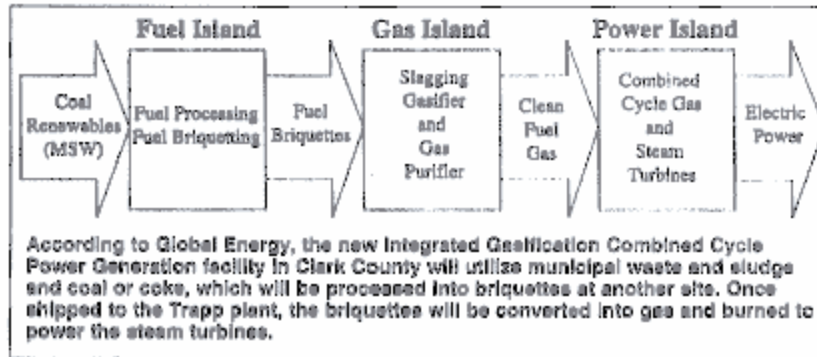 Fuel Island
Gas Island
Power Island
Coal
Renewables
(MSW)
Fuel Processing
Fuel Briquetting
Fuel
Briquettes
Slagging
Gasifier
and
Gas
Purifier
Clean
Fuel
Gas
Combined
Cycle Gas
and
Steam
Turbines
Electric
Power
According to Global Energy, the new Integrated Gasification Combined Cycle
Power Generation facility in Clark County will utilize municipal waste and sludge
and coal or coke, which will be processed into briquettes at another site. Once
shipped to the Trapp plant, the briquettes will be converted into gas and burned to
power the steam turbines.